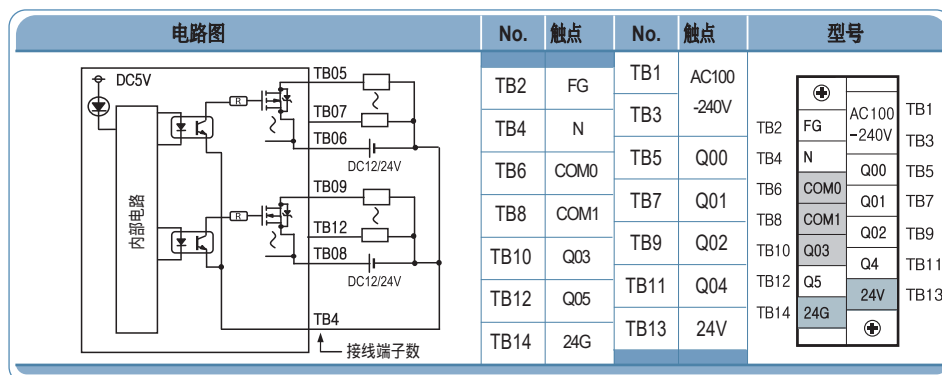 电路图 No. 触点 No. 触点 型号
DC5V
R
内部电路
TB05
TB07
TB06
DC12/24V
R
TB09
TB12
TB08
DC12/24V
TB4
接线端子数
TB2 FG
TB4 N
TB6 COM0
TB8 COM1
TB10 Q03
TB12 Q05
TB14 24G
TB1 AC100
-240V
TB3
TB5 Q00
TB7 Q01
TB9 Q02
TB11 Q04
TB13 24V
TB2
TB4
TB6
TB8
TB10
TB12
TB14
FG
N
COM0
COM1
Q03
Q5
24G
AC100
-240V
Q00
Q01
Q02
Q4
24V
TB1
TB3
TB5
TB7
TB9
TB11
TB13